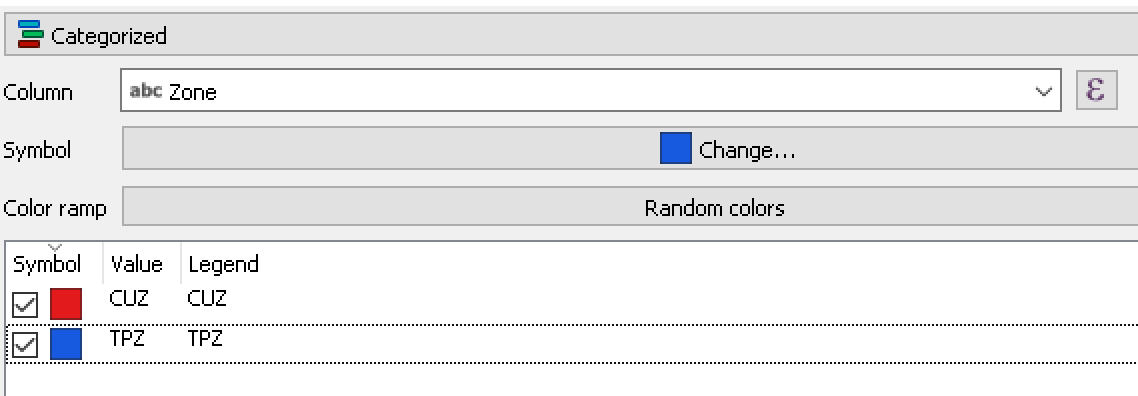 Categorized
Column abc Zone ε
Symbol Change...
Color ramp Random colors
Symbol Value Legend
CUZ CUZ
TPZ TPZ